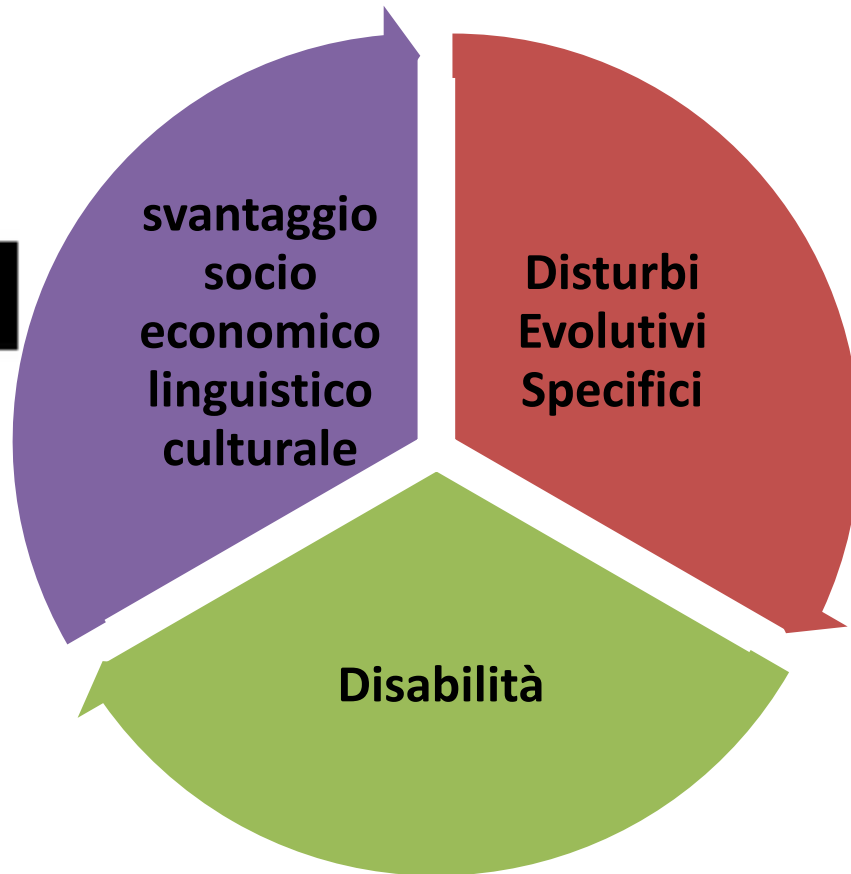 svantaggio
socio
economico
linguistico
culturale
Disturbi
Evolutivi
Specifici
Disabilità